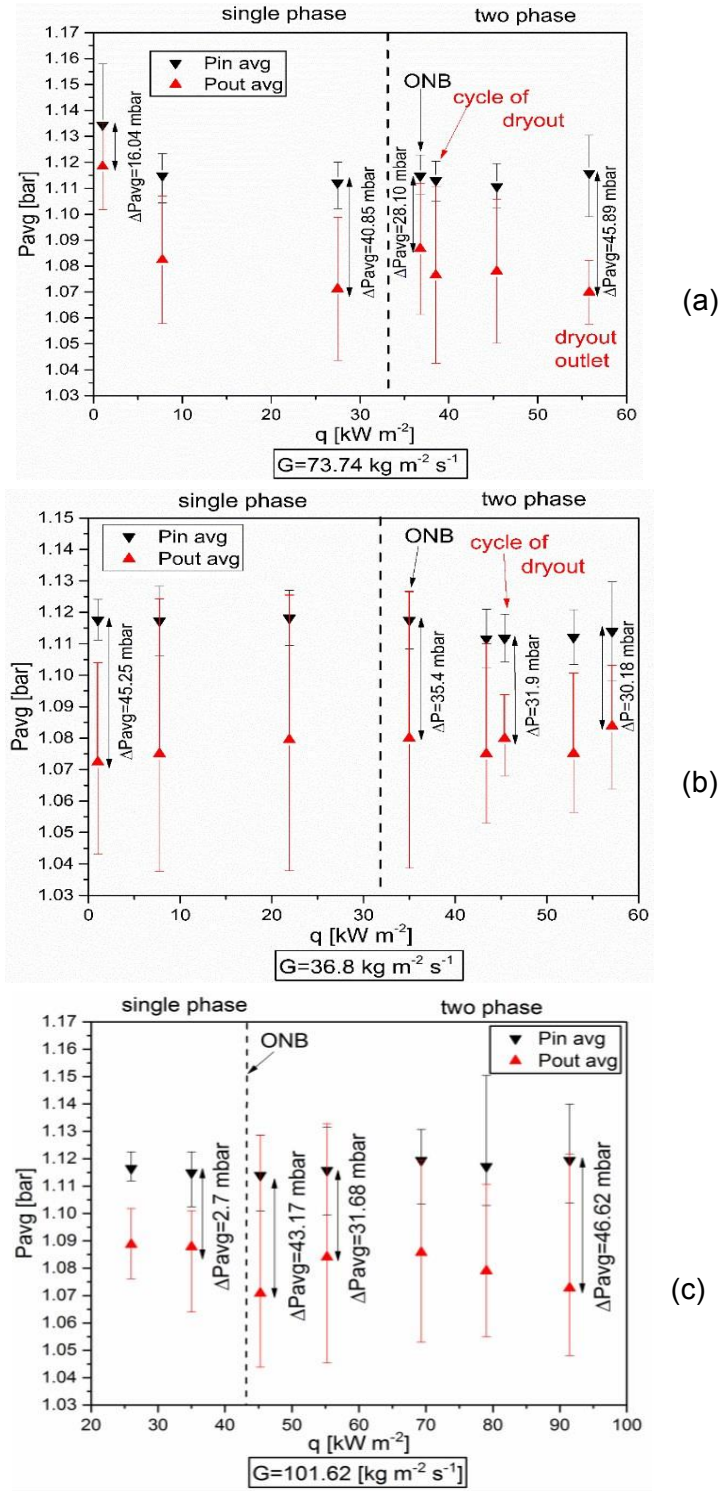 single phase two phase
1.17
1.16
1.15
1.14
1.13
1.12
1.11
1.10
1.09
1.08
1.07
1.06
1.05
1.04
1.03
Pavg [bar]
Pin avg
Pout avg
ONB
cycle of
dryout
ΔPavg=16.04 mbar
ΔPavg=40.85 mbar
ΔPavg=28.10 mbar
ΔPavg=45.89 mbar
dryout
outlet
0 10 20 30 40 50 60
q [kW m⁻²]
G=73.74 kg m⁻² s⁻¹
(a)
single phase two phase
1.15
1.14
1.13
1.12
1.11
1.10
1.09
1.08
1.07
1.06
1.05
1.04
1.03
Pavg [bar]
Pin avg
Pout avg
ONB
cycle of
dryout
ΔPavg=45.25 mbar
ΔP=35.4 mbar
ΔP=31.9 mbar
ΔP=30.18 mbar
0 10 20 30 40 50 60
q [kW m⁻²]
G=36.8 kg m⁻² s⁻¹
(b)
single phase two phase
1.17
1.16
1.15
1.14
1.13
1.12
1.11
1.10
1.09
1.08
1.07
1.06
1.05
1.04
1.03
Pavg [bar]
ONB
Pin avg
Pout avg
ΔPavg=2.7 mbar
ΔPavg=43.17 mbar
ΔPavg=31.68 mbar
ΔPavg=46.62 mbar
20 30 40 50 60 70 80 90 100
q [kW m⁻²]
G=101.62 [kg m⁻² s⁻¹]
(c)